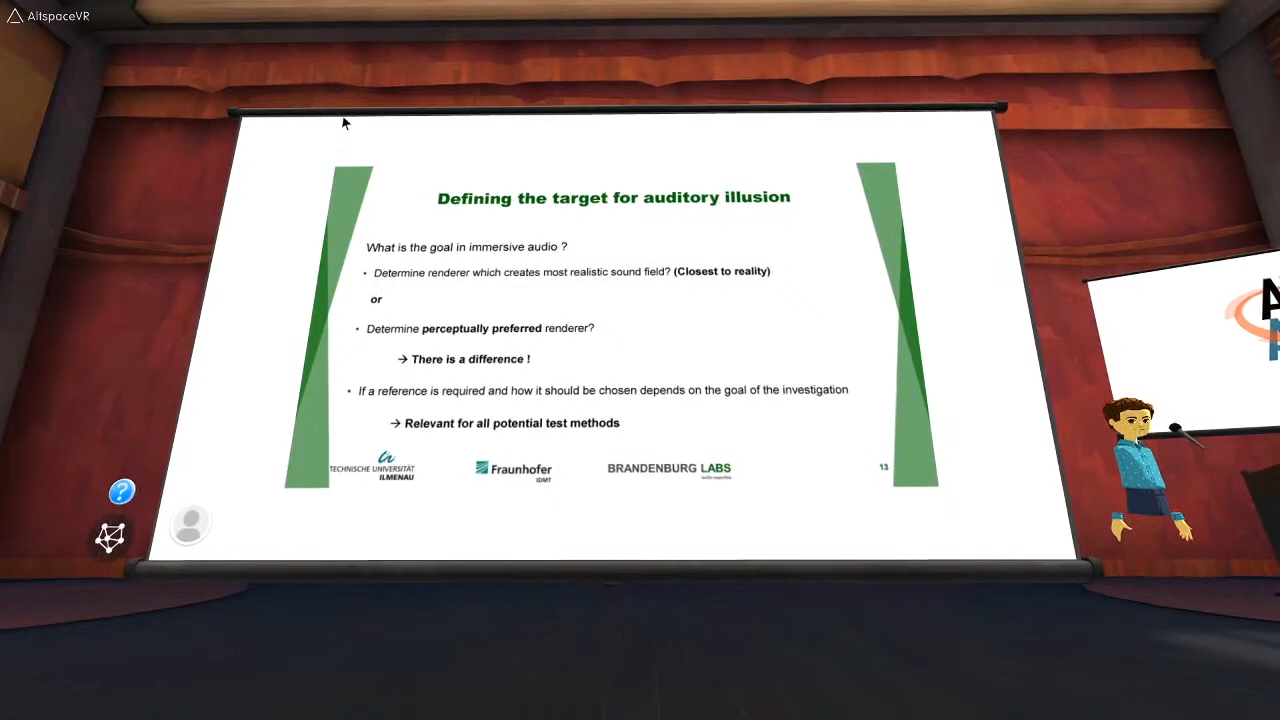 AltspaceVR
Defining the target for auditory illusion
What is the goal in immersive audio ?
• Determine renderer which creates most realistic sound field? (Closest to reality)
or
• Determine perceptually preferred renderer?
→ There is a difference !
• If a reference is required and how it should be chosen depends on the goal of the investigation
→ Relevant for all potential test methods
TECHNISCHE UNIVERSITÄT
ILMENAU
Fraunhofer
IDMT
BRANDENBURG LABS
13
?